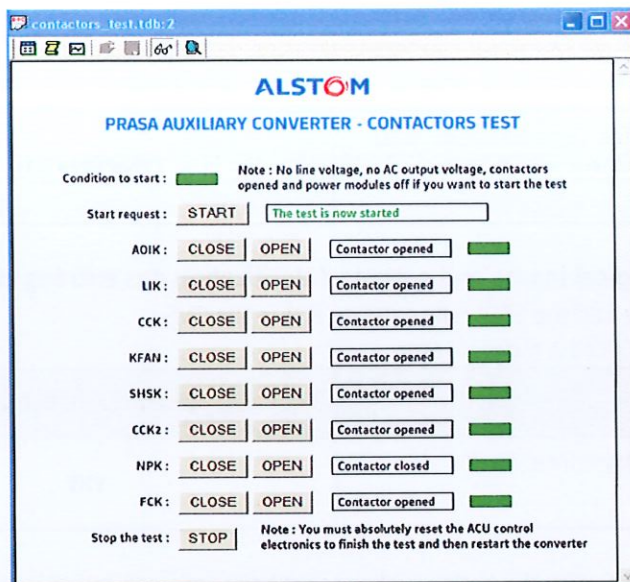 contactors_test.tdb:2
ALSTOM
PRASA AUXILIARY CONVERTER - CONTACTORS TEST
Condition to start :
Note : No line voltage, no AC output voltage, contactors
opened and power modules off if you want to start the test
Start request : START The test is now started
AOIK : CLOSE OPEN Contactor opened
LIK : CLOSE OPEN Contactor opened
CCK : CLOSE OPEN Contactor opened
KFAN : CLOSE OPEN Contactor opened
SHSK : CLOSE OPEN Contactor opened
CCK2 : CLOSE OPEN Contactor opened
NPK : CLOSE OPEN Contactor closed
FCK : CLOSE OPEN Contactor opened
Stop the test : STOP
Note : You must absolutely reset the ACU control
electronics to finish the test and then restart the converter